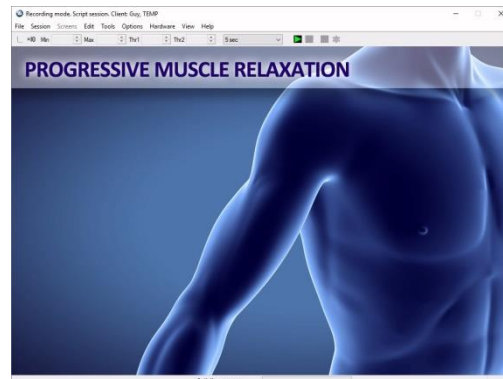 Recording mode. Script session. Client: Guy, TEMP
File Session Screens Edit Tools Options Hardware View Help
+10 Min Max Thr1 Thr2 5 sec
PROGRESSIVE MUSCLE RELAXATION